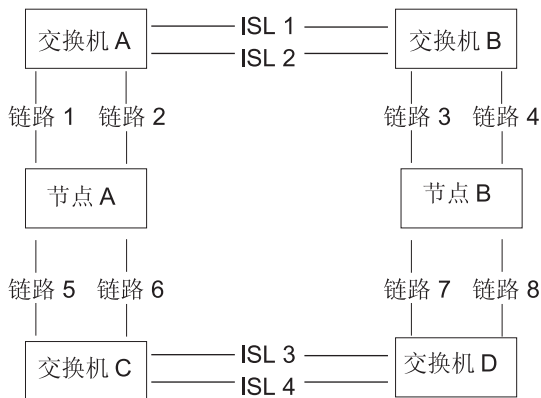 交换机 A
ISL 1
交换机 B
ISL 2
链路 1
链路 2
链路 3
链路 4
节点 A
节点 B
链路 5
链路 6
链路 7
链路 8
交换机 C
ISL 3
交换机 D
ISL 4